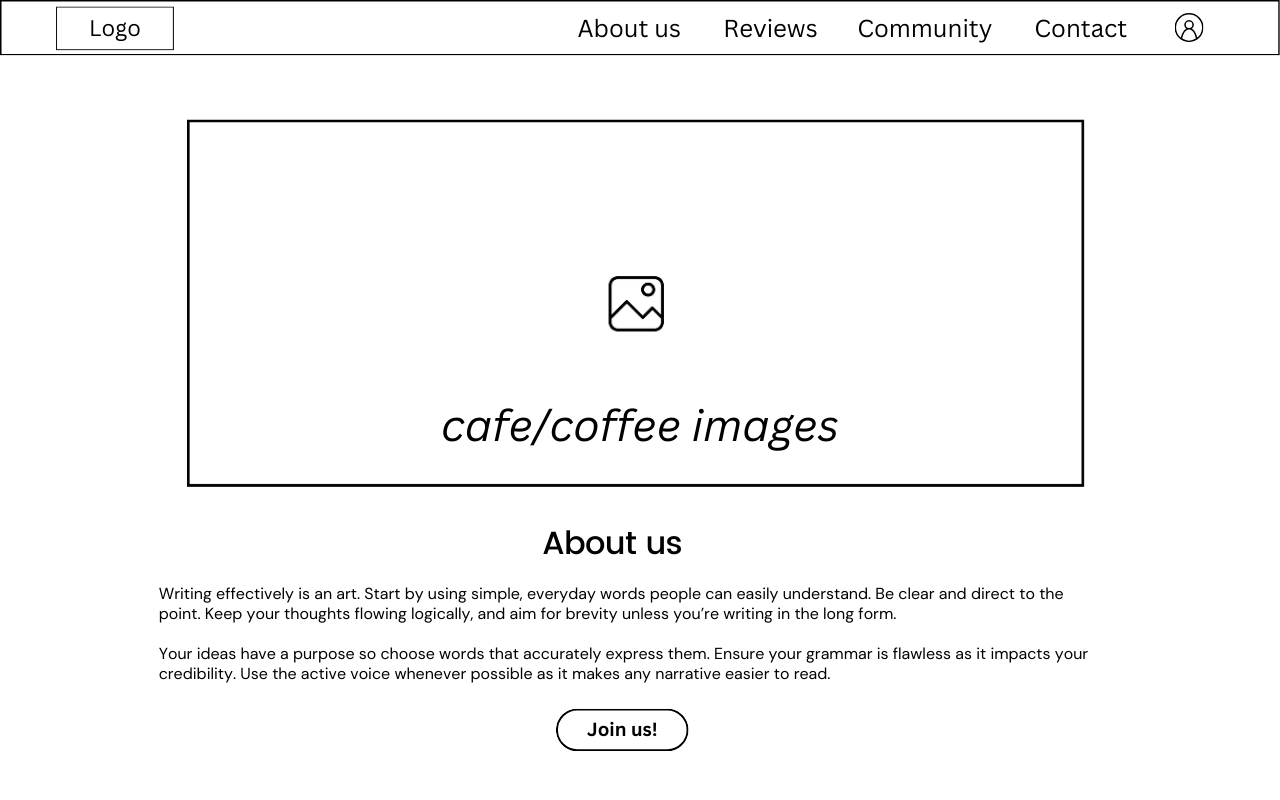 Logo
About us
Reviews
Community
Contact
cafe/coffee images
About us
Writing effectively is an art. Start by using simple, everyday words people can easily understand. Be clear and direct to the
point. Keep your thoughts flowing logically, and aim for brevity unless you’re writing in the long form.
Your ideas have a purpose so choose words that accurately express them. Ensure your grammar is flawless as it impacts your
credibility. Use the active voice whenever possible as it makes any narrative easier to read.
Join us!